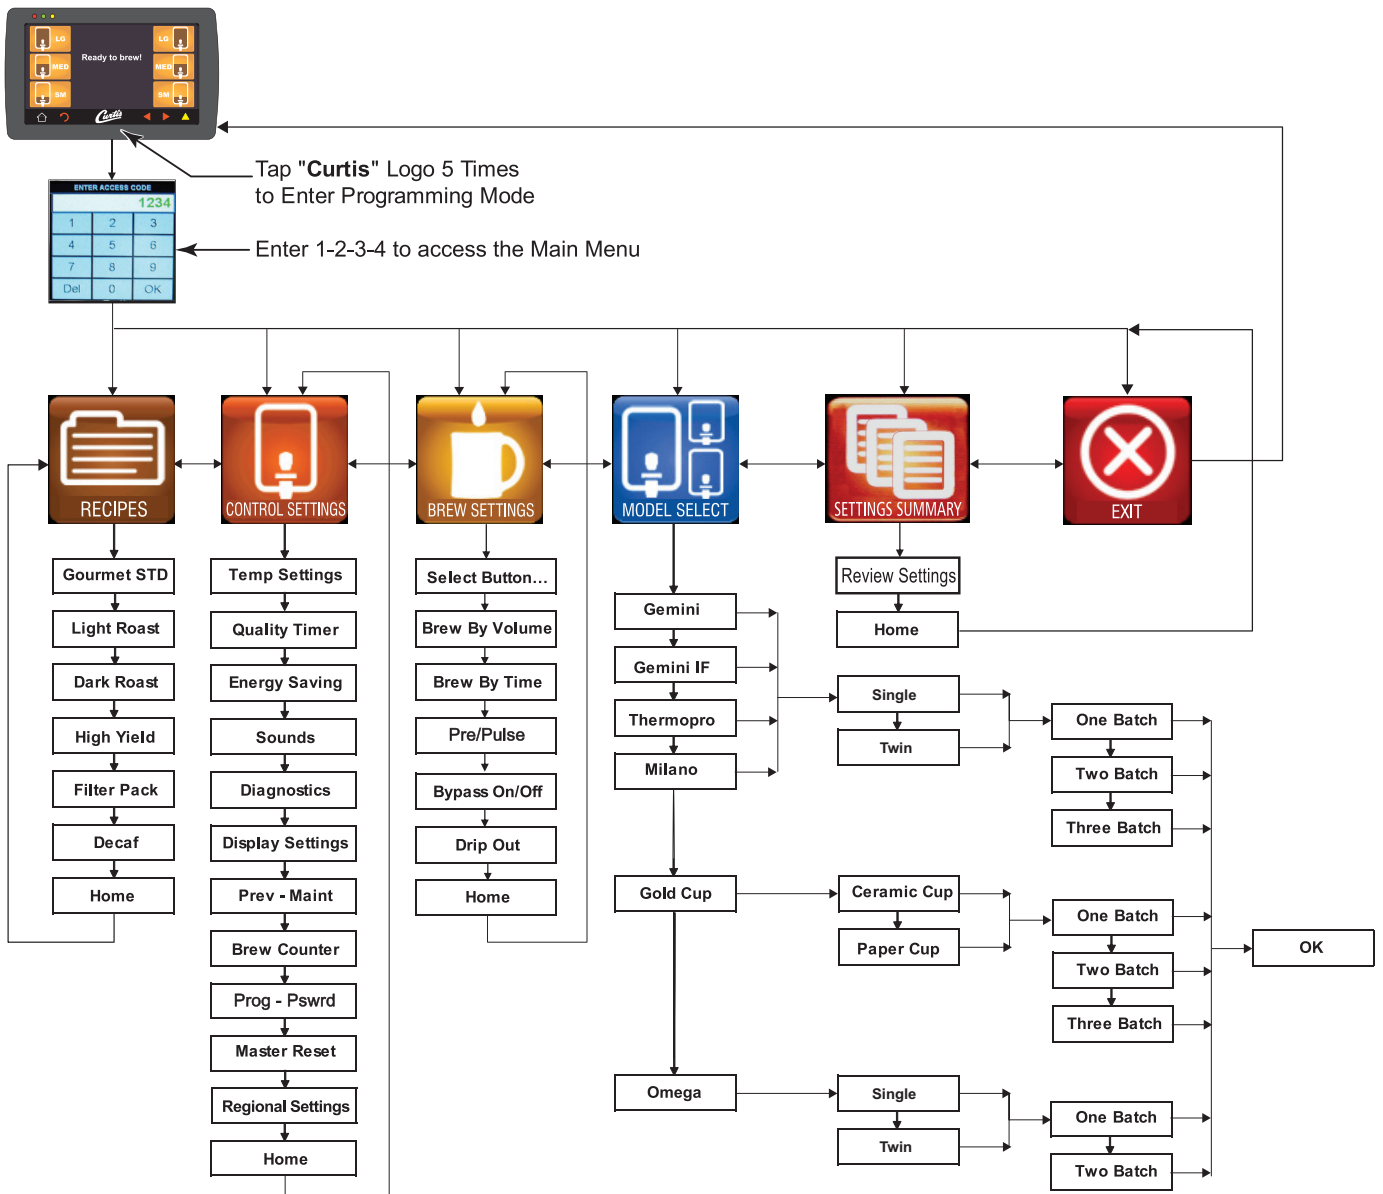 LG
LG
Ready to brew!
MED
MED
SM
SM
Curtis
Tap "Curtis" Logo 5 Times
to Enter Programming Mode
ENTER ACCESS CODE
1234
1 2 3
4 5 6
7 8 9
Del 0 OK
Enter 1-2-3-4 to access the Main Menu
RECIPES
Gourmet STD
Light Roast
Dark Roast
High Yield
Filter Pack
Decaf
Home
CONTROL SETTINGS
Temp Settings
Quality Timer
Energy Saving
Sounds
Diagnostics
Display Settings
Prev - Maint
Brew Counter
Prog - Pswrd
Master Reset
Regional Settings
Home
BREW SETTINGS
Select Button...
Brew By Volume
Brew By Time
Pre/Pulse
Bypass On/Off
Drip Out
Home
MODEL SELECT
Gemini
Gemini IF
Thermopro
Milano
Single
Twin
One Batch
Two Batch
Three Batch
Gold Cup
Ceramic Cup
Paper Cup
One Batch
Two Batch
Three Batch
Omega
Single
Twin
One Batch
Two Batch
OK
SETTINGS SUMMARY
Review Settings
Home
EXIT